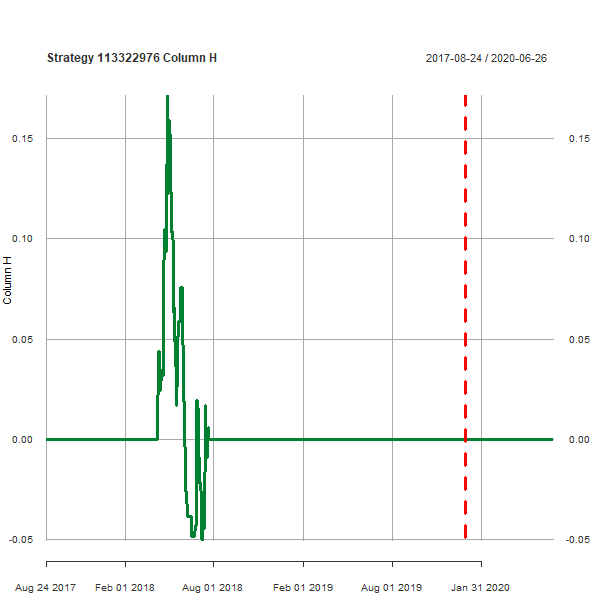 Strategy 113322976 Column H
2017-08-24 / 2020-06-26
0.15
0.15
0.10
0.10
Column H
0.05
0.05
0.00
0.00
-0.05
-0.05
Aug 24 2017
Feb 01 2018
Aug 01 2018
Feb 01 2019
Aug 01 2019
Jan 31 2020